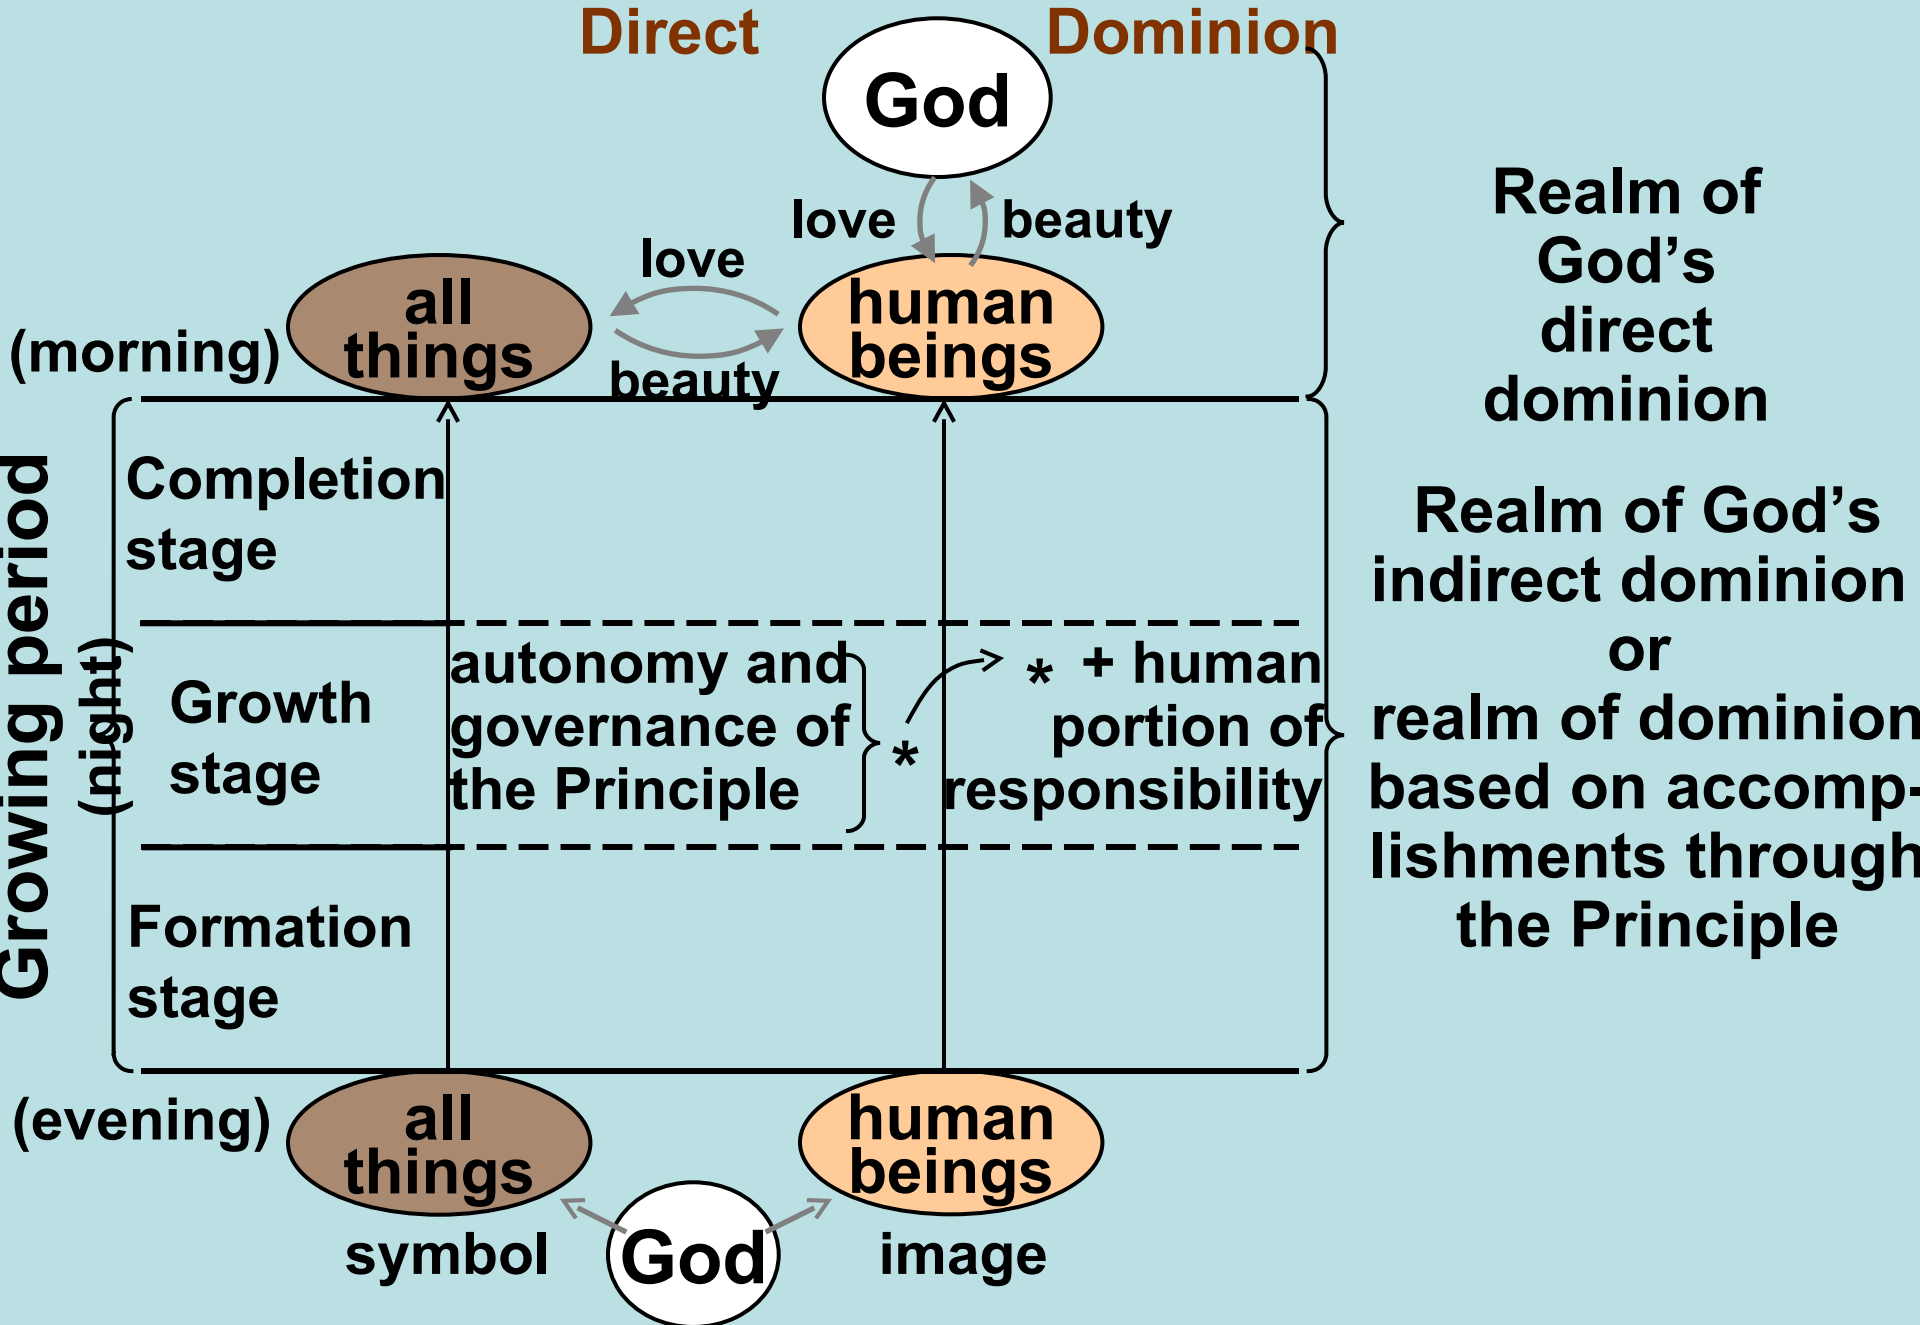 Direct Dominion
God
love beauty
love
all
things
human
beings
beauty
(morning)
Realm of
God’s
direct
dominion
Growing period
(night)
Completion
stage
Growth
stage
Formation
stage
autonomy and
governance of
the Principle
*
* + human
portion of
responsibility
Realm of God’s
indirect dominion
or
realm of dominion
based on accomp-
lishments through
the Principle
(evening)
all
things
human
beings
symbol
God
image